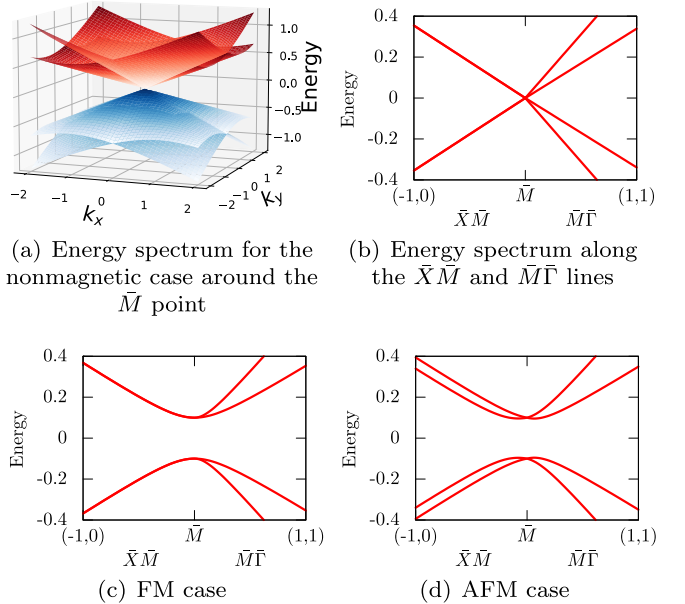 1.0
0.5
0.0
−0.5
−1.0
Energy
−2
−1
0
1
2
k_x
−2
−1
0
1
2
k_y
(a) Energy spectrum for the
nonmagnetic case around the
M̄ point
0.4
0.2
0
-0.2
-0.4
Energy
(-1,0)
M̄
(1,1)
X̄M̄
M̄Γ̄
(b) Energy spectrum along
the X̄M̄ and M̄Γ̄ lines
0.4
0.2
0
-0.2
-0.4
Energy
(-1,0)
M̄
(1,1)
X̄M̄
M̄Γ̄
(c) FM case
0.4
0.2
0
-0.2
-0.4
Energy
(-1,0)
M̄
(1,1)
X̄M̄
M̄Γ̄
(d) AFM case